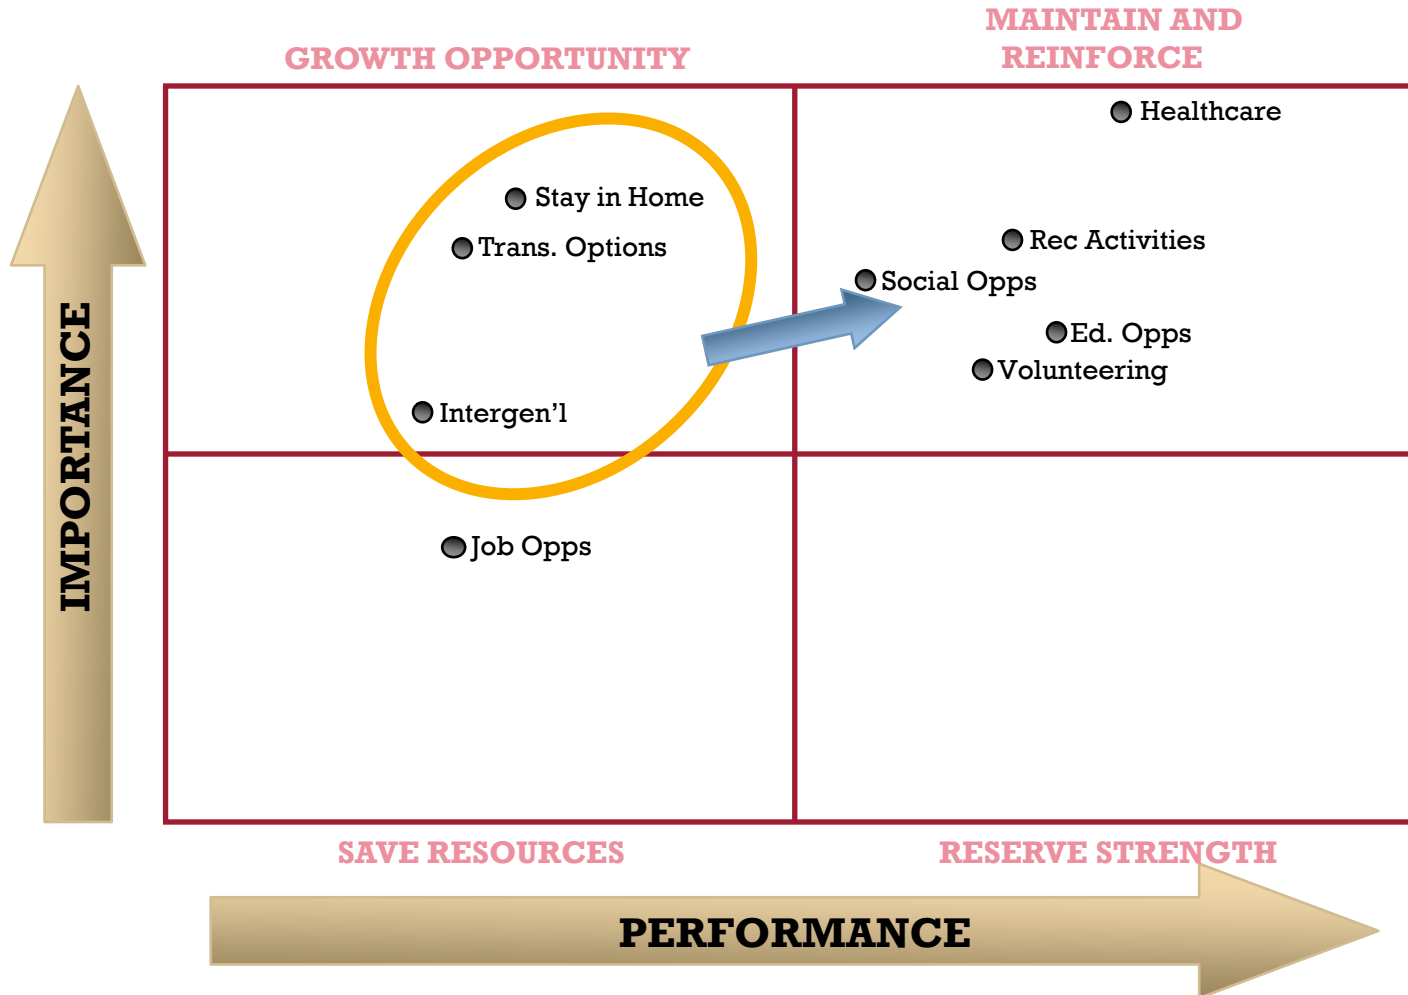 MAINTAIN AND
REINFORCE
GROWTH OPPORTUNITY
Healthcare
Stay in Home
Trans. Options
Rec Activities
Social Opps
Ed. Opps
Volunteering
Intergen’l
Job Opps
IMPORTANCE
SAVE RESOURCES
RESERVE STRENGTH
PERFORMANCE